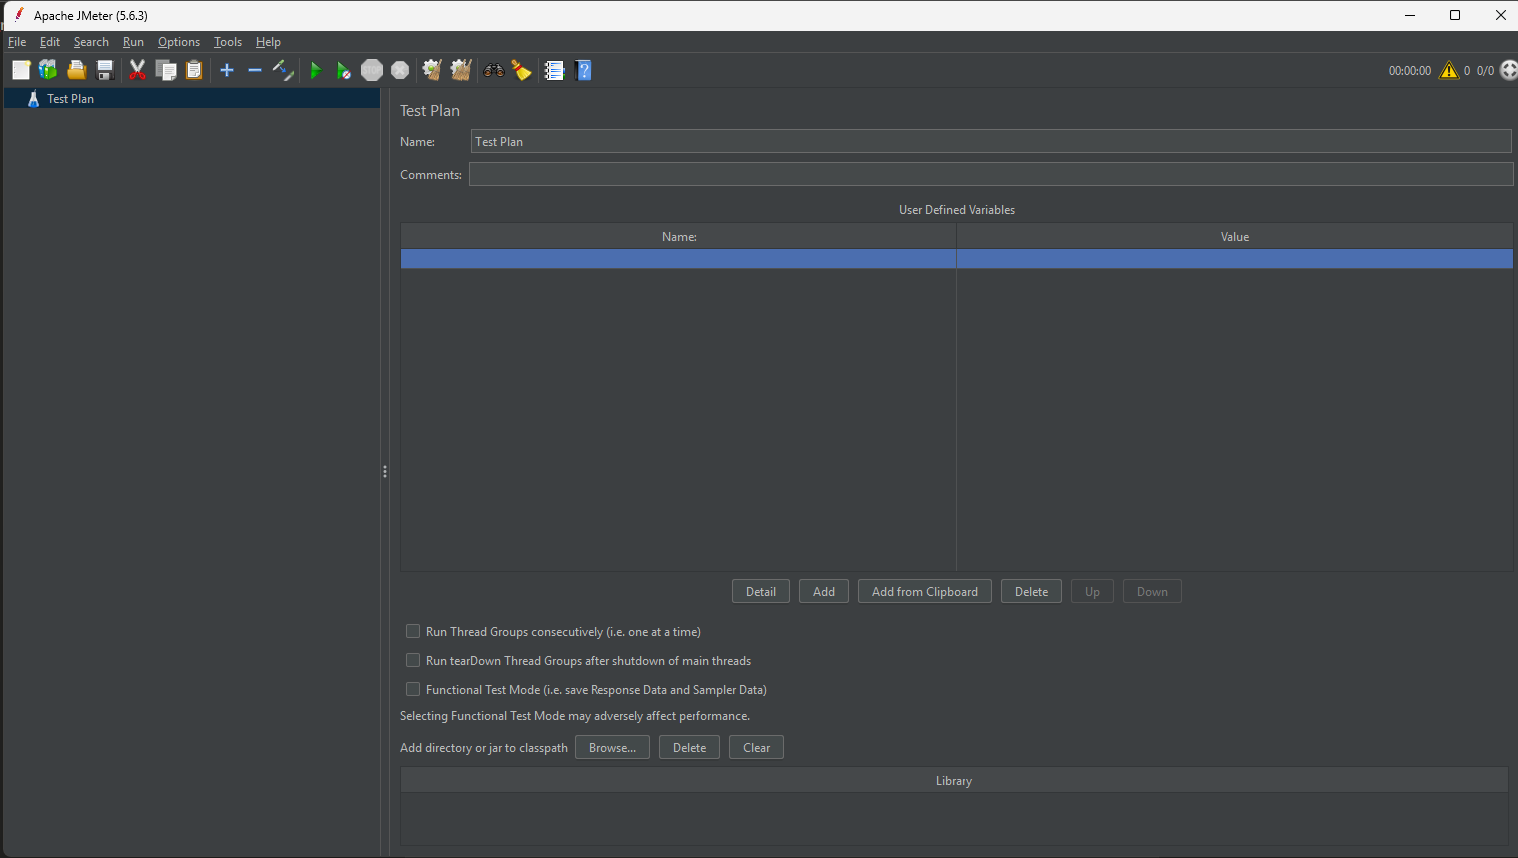 Apache JMeter (5.6.3)
File Edit Search Run Options Tools Help
STOP
00:00:00 0 0/0
Test Plan
Test Plan
Name: Test Plan
Comments:
User Defined Variables
Name: Value
Detail Add Add from Clipboard Delete Up Down
Run Thread Groups consecutively (i.e. one at a time)
Run tearDown Thread Groups after shutdown of main threads
Functional Test Mode (i.e. save Response Data and Sampler Data)
Selecting Functional Test Mode may adversely affect performance.
Add directory or jar to classpath Browse... Delete Clear
Library